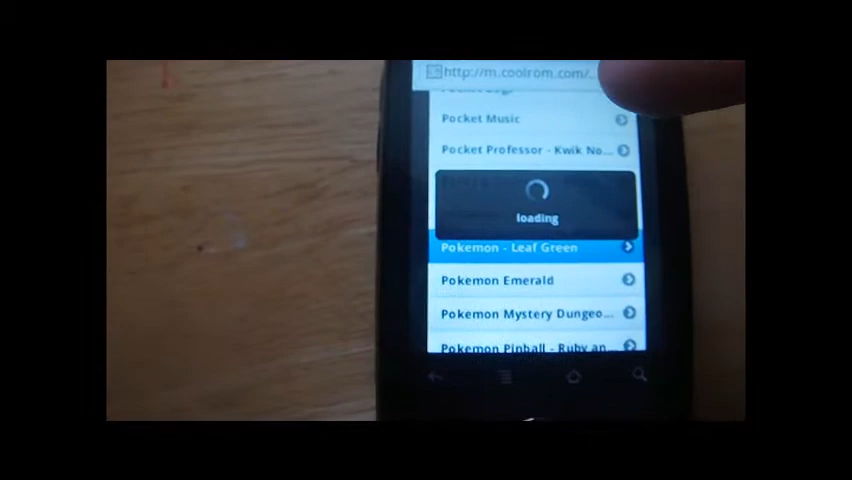 http://m.coolrom.com/...
Pocket Music
Pocket Professor - Kwik No...
loading
Pokemon - Leaf Green
Pokemon Emerald
Pokemon Mystery Dungeo...
Pokemon Pinball - Ruby an...